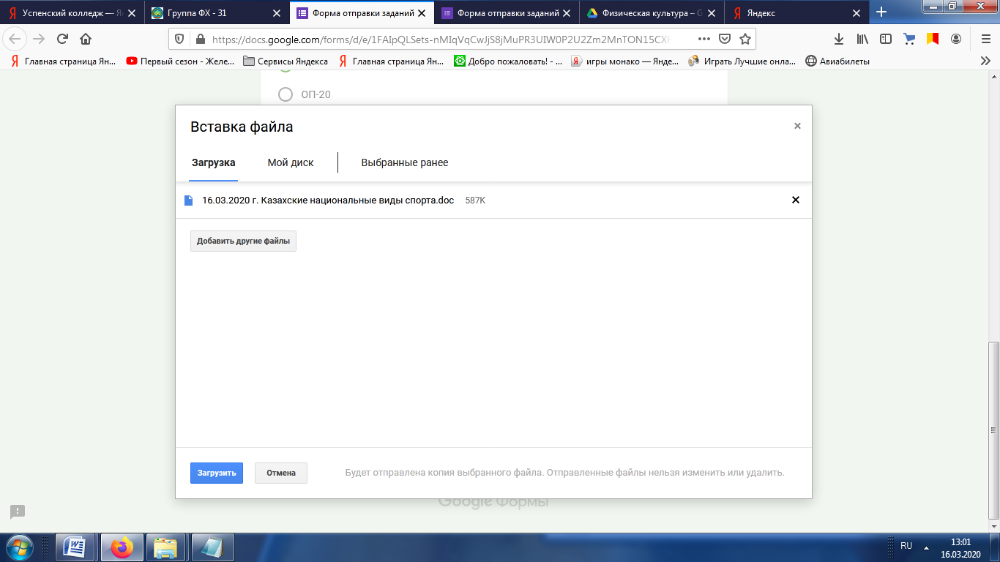 Успенский колледж — Я
Группа ФХ - 31
Форма отправки заданий
Форма отправки заданий
Физическая культура – G
Яндекс
https://docs.google.com/forms/d/e/1FAIpQLSets-nMIqVqCwJjS8jMuPR3UIW0P2U2Zm2MnTON15CX
Главная страница Ян...
Первый сезон - Желе...
Сервисы Яндекса
Главная страница Ян...
Добро пожаловать! - ...
игры монако — Яндe...
Играть Лучшие онла...
Авиабилеты
ОП-20
Вставка файла
Загрузка
Мой диск
Выбранные ранее
16.03.2020 г. Казахские национальные виды спорта.doc 587K
Добавить другие файлы
Загрузить
Отмена
Будет отправлена копия выбранного файла. Отправленные файлы нельзя изменить или удалить.
Google Формы
RU
13:01
16.03.2020